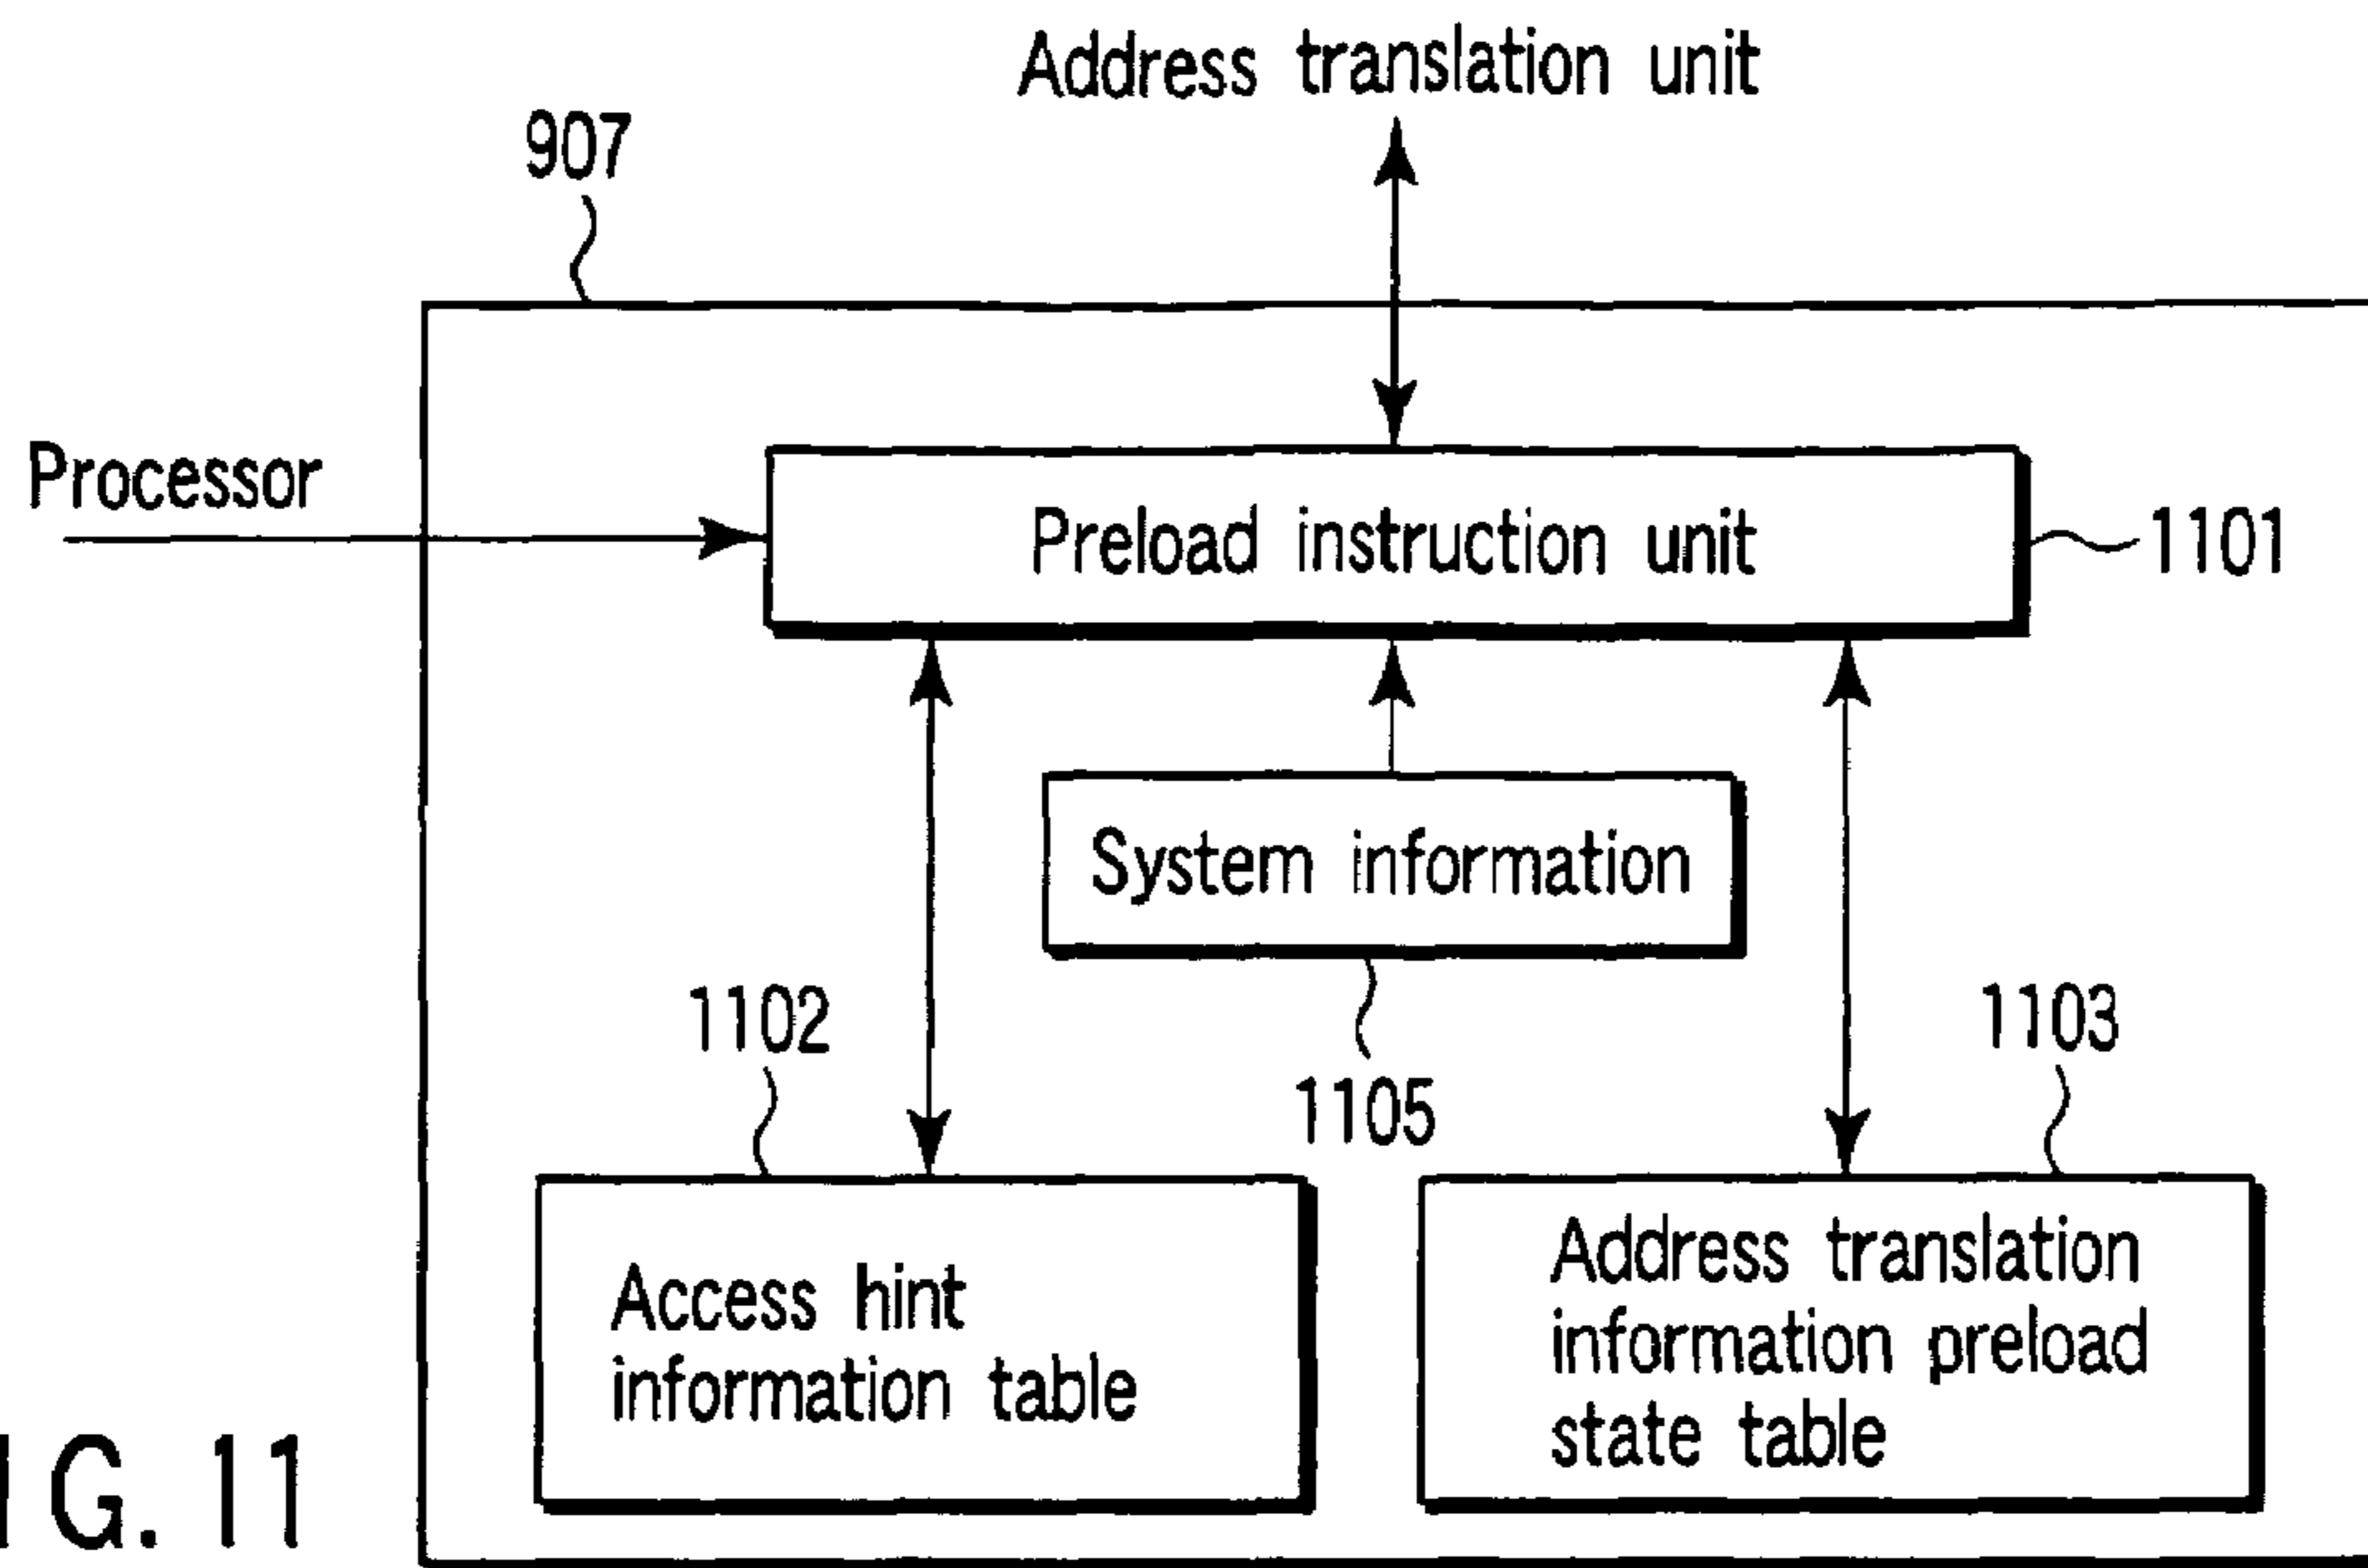 Address translation unit
907
Processor
Preload instruction unit
1101
System information
1102
1105
1103
Access hint
information table
Address translation
information preload
state table
IG. 11